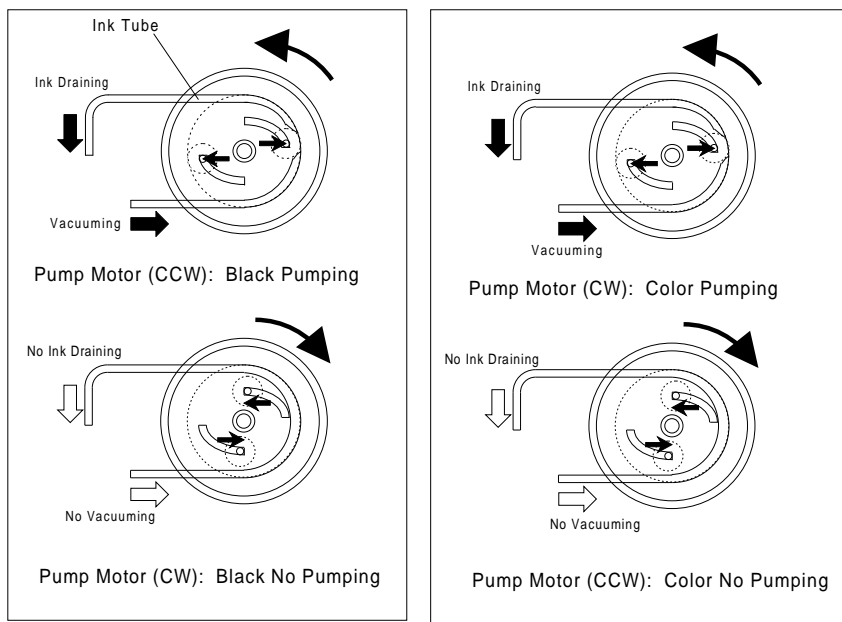 Ink Tube
Ink Draining
Vacuuming
Pump Motor (CCW): Black Pumping
No Ink Draining
No Vacuuming
Pump Motor (CW): Black No Pumping
Ink Draining
Vacuuming
Pump Motor (CW): Color Pumping
No Ink Draining
No Vacuuming
Pump Motor (CCW): Color No Pumping